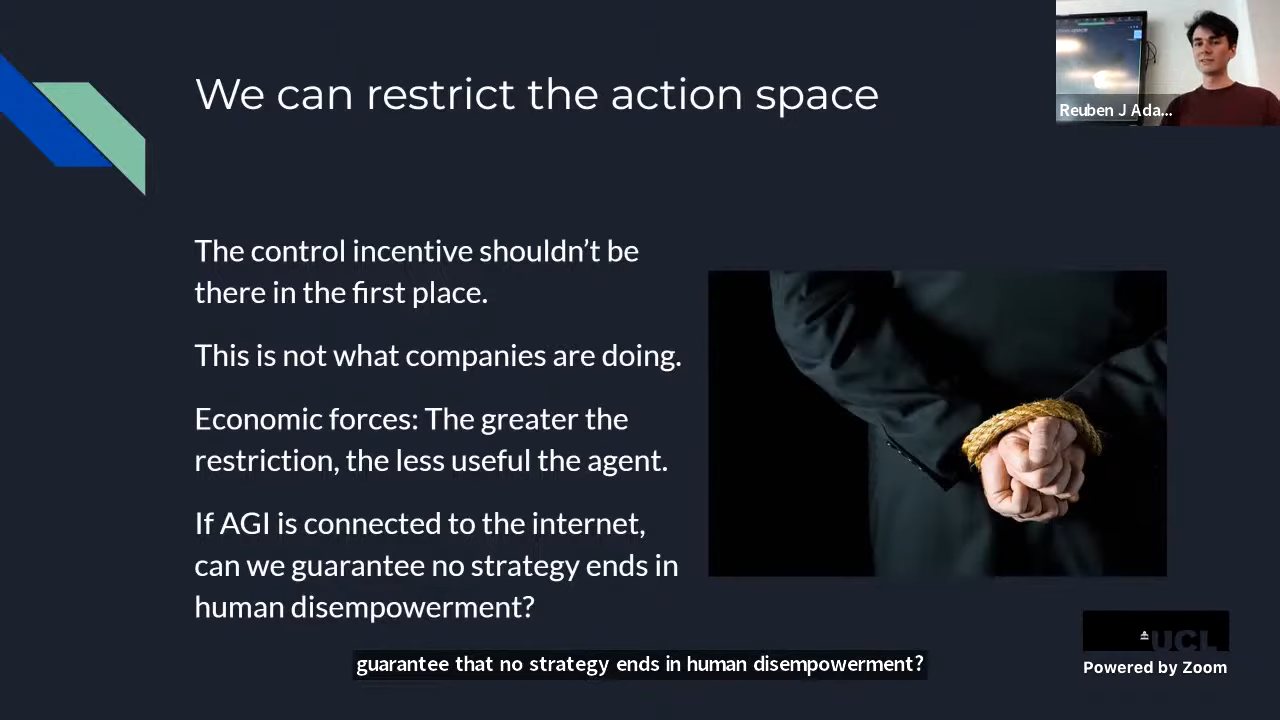 We can restrict the action space
Reuben J Ada...
The control incentive shouldn’t be
there in the first place.
This is not what companies are doing.
Economic forces: The greater the
restriction, the less useful the agent.
If AGI is connected to the internet,
can we guarantee no strategy ends in
human disempowerment?
guarantee that no strategy ends in human disempowerment?
UCL
Powered by Zoom